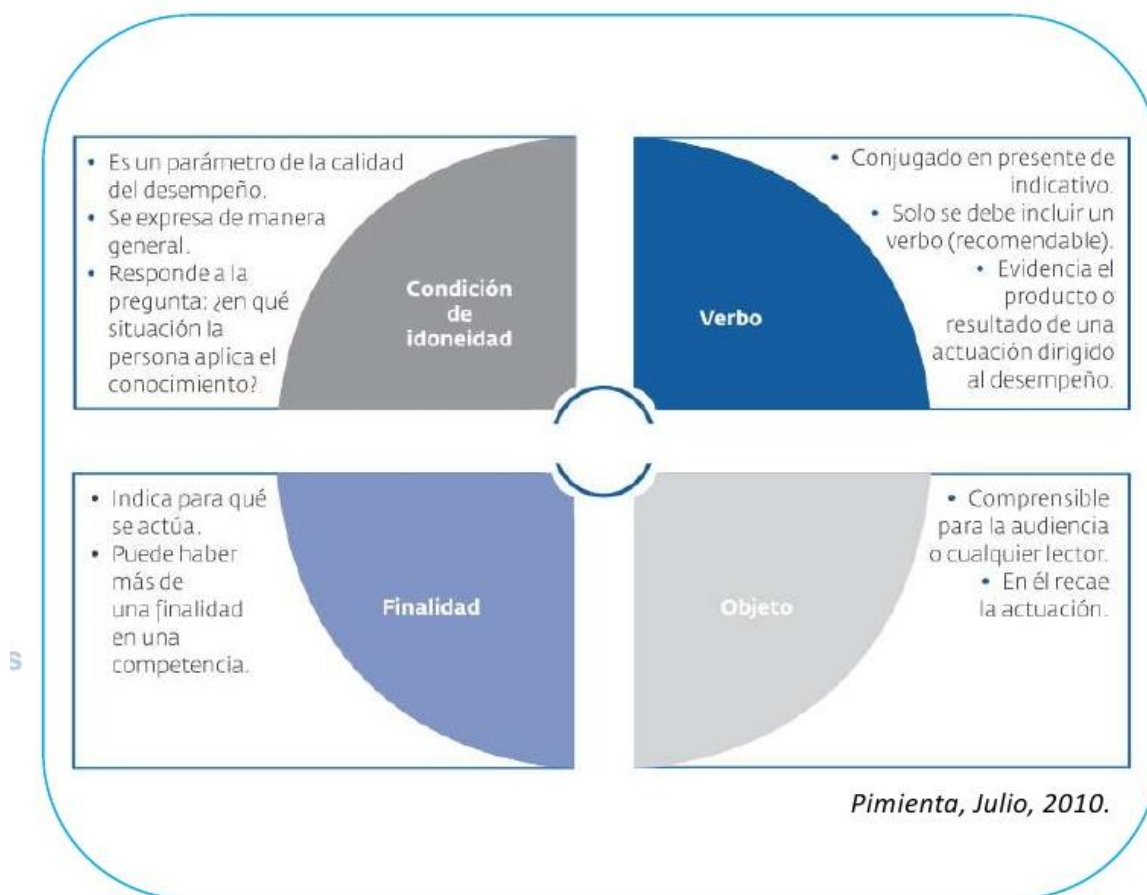 • Es un parámetro de la calidad
del desempeño.
• Se expresa de manera
general.
• Responde a la
pregunta: ¿en qué
situación la
persona aplica el
conocimiento?
Condición
de
idoneidad
Verbo
• Conjugado en presente de
indicativo.
• Solo se debe incluir un
verbo (recomendable).
• Evidencia el
producto o
resultado de una
actuación dirigido
al desempeño.
• Indica para qué
se actúa.
• Puede haber
más de
una finalidad
en una
competencia.
Finalidad
Objeto
• Comprensible
para la audiencia
o cualquier lector.
• En él recae
la actuación.
s
Pimienta, Julio, 2010.